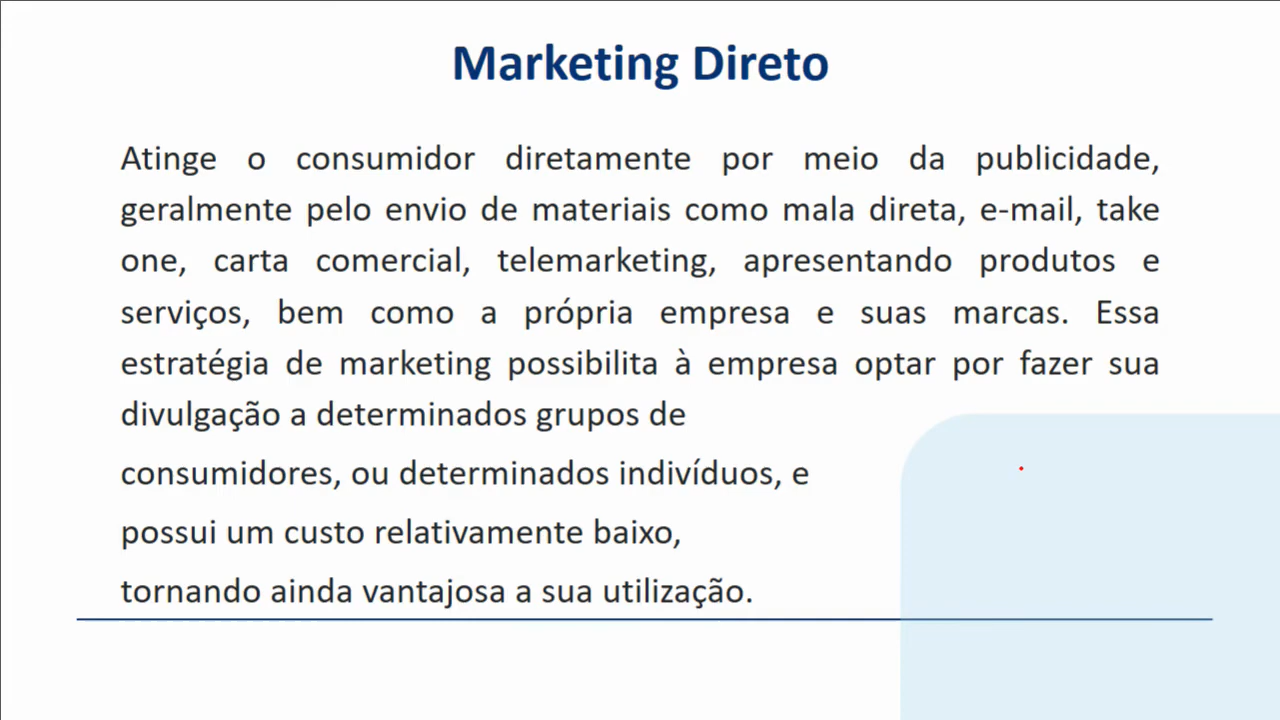 Marketing Direto
Atinge o consumidor diretamente por meio da publicidade,
geralmente pelo envio de materiais como mala direta, e-mail, take
one, carta comercial, telemarketing, apresentando produtos e
serviços, bem como a própria empresa e suas marcas. Essa
estratégia de marketing possibilita à empresa optar por fazer sua
divulgação a determinados grupos de
consumidores, ou determinados indivíduos, e
possui um custo relativamente baixo,
tornando ainda vantajosa a sua utilização.